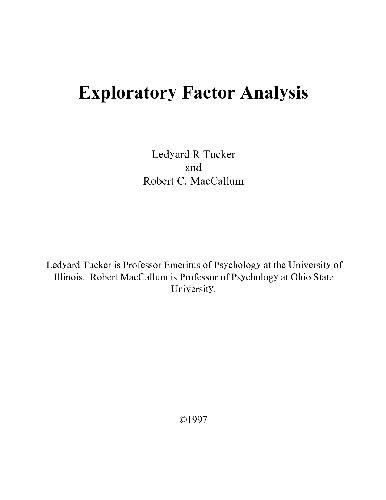 Exploratory Factor Analysis
Ledyard R Tucker
and
Robert C. MacCallum
Ledyard Tucker is Professor Emeritus of Psychology at the University of
Illinois. Robert MacCallum is Professor of Psychology at Ohio State
University.
©1997